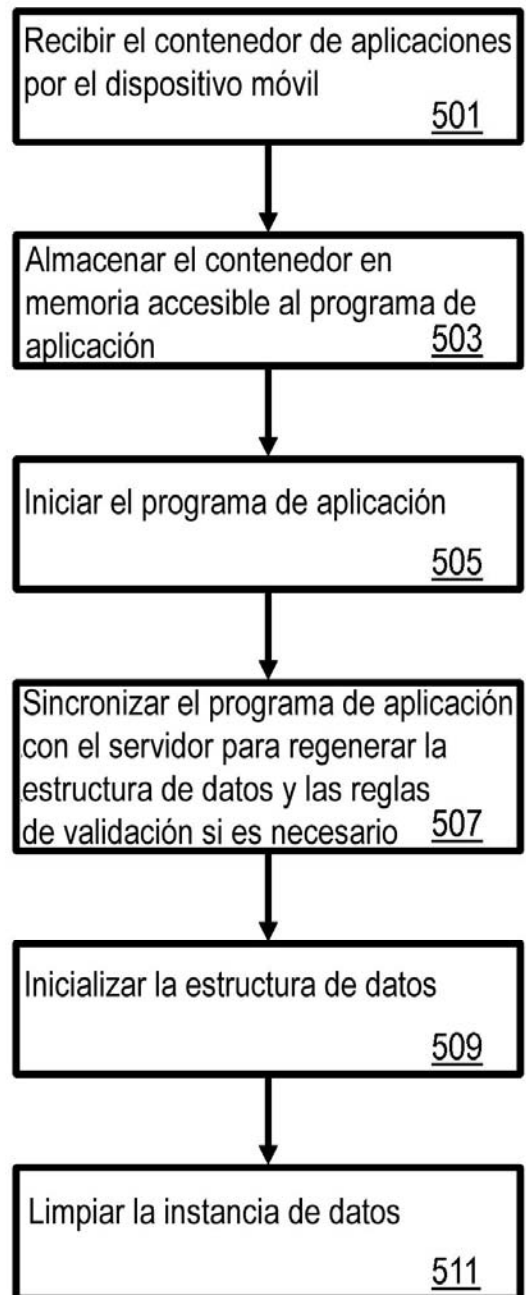 Recibir el contenedor de aplicaciones
por el dispositivo móvil
501
Almacenar el contenedor en
memoria accesible al programa de
aplicación 503
Iniciar el programa de aplicación
505
Sincronizar el programa de aplicación
con el servidor para regenerar la
estructura de datos y las reglas
de validación si es necesario 507
Inicializar la estructura de datos
509
Limpiar la instancia de datos
511